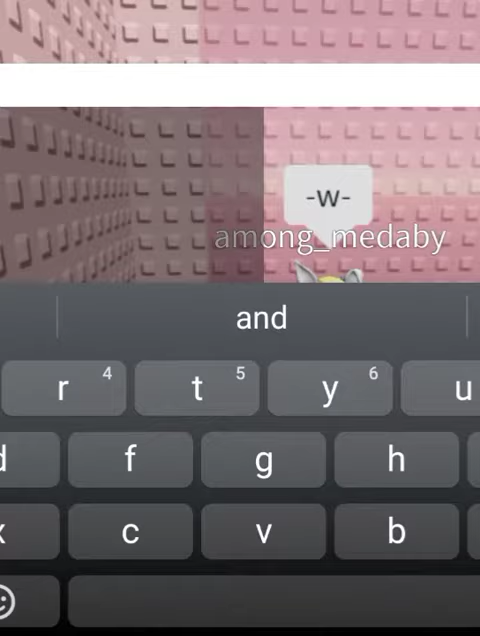 -w-
among_medaby
and
r 4 t 5 y 6 u
d f g h
x c v b